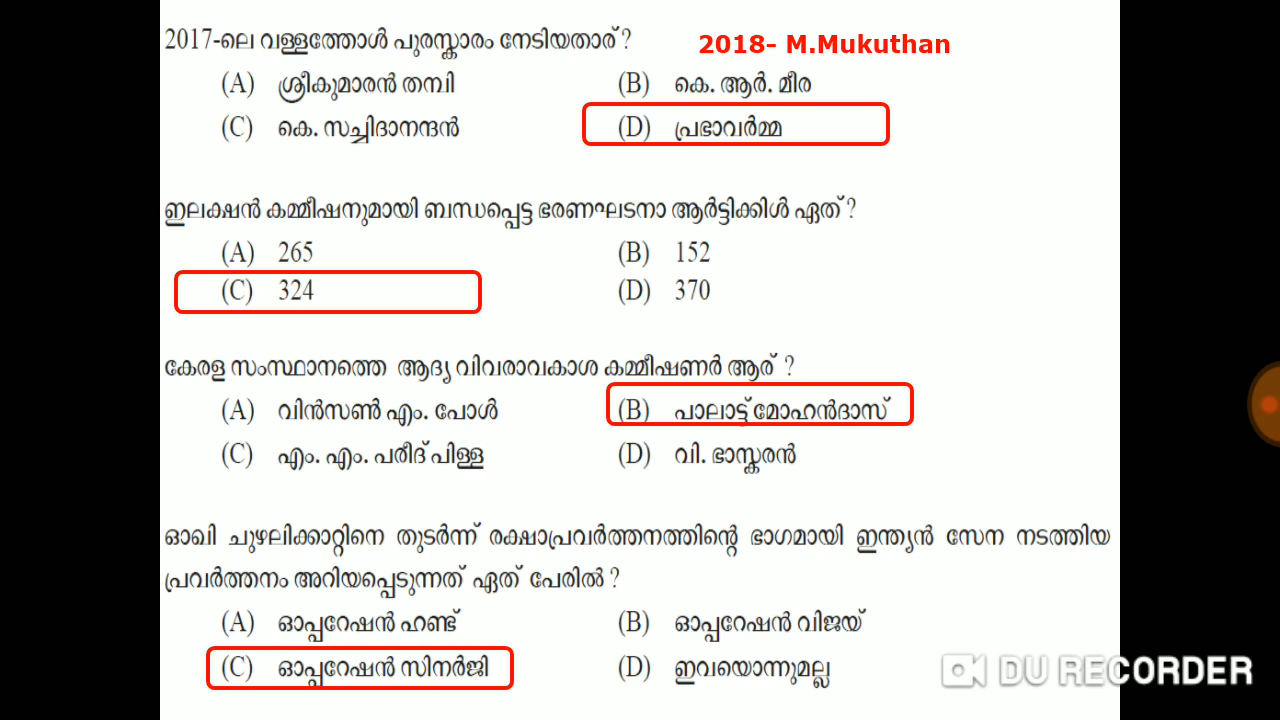 2017-ലെ വള്ളത്തോൾ പുരസ്കാരം നേടിയതാര് ? 2018- M.Mukuthan
(A) ശ്രീകുമാരൻ തമ്പി (B) കെ. ആർ. മീര
(C) കെ. സച്ചിദാനന്ദൻ (D) പ്രഭാവർമ്മ
ഇലക്ഷൻ കമ്മീഷനുമായി ബന്ധപ്പെട്ട ഭരണഘടനാ ആർട്ടിക്കിൾ ഏത് ?
(A) 265 (B) 152
(C) 324 (D) 370
കേരള സംസ്ഥാനത്തെ ആദ്യ വിവരാവകാശ കമ്മീഷണർ ആര് ?
(A) വിൻസൺ എം. പോൾ (B) പാലാട്ട് മോഹൻദാസ്
(C) എം. എം. പരീദ് പിള്ള (D) വി. ഭാസ്കരൻ
ഓഖി ചുഴലിക്കാറ്റിനെ തുടർന്ന് രക്ഷാപ്രവർത്തനത്തിന്റെ ഭാഗമായി ഇന്ത്യൻ സേന നടത്തിയ
പ്രവർത്തനം അറിയപ്പെടുന്നത് ഏത് പേരിൽ ?
(A) ഓപ്പറേഷൻ ഹണ്ട് (B) ഓപ്പറേഷൻ വിജയ്
(C) ഓപ്പറേഷൻ സിനർജി (D) ഇവയൊന്നുമല്ല
DU RECORDER